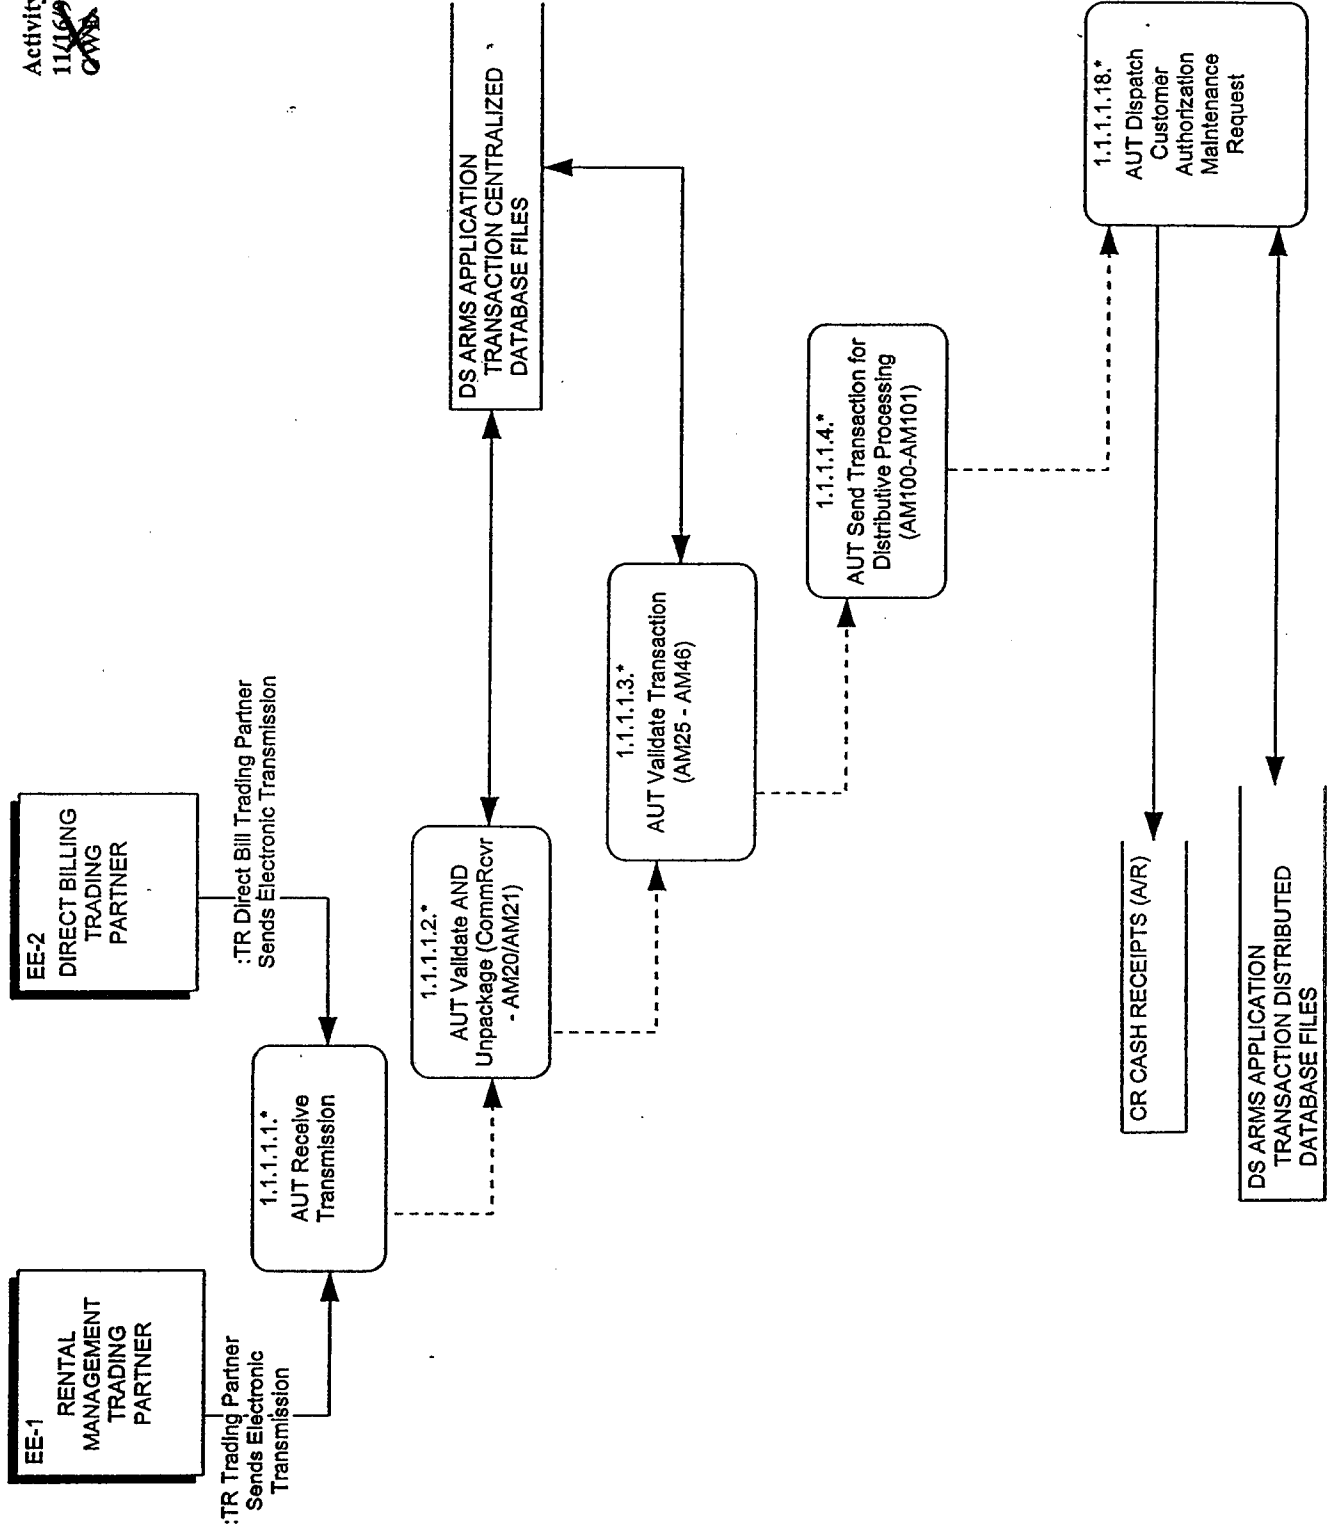 Activity
EE-1
RENTAL
MANAGEMENT
TRADING
PARTNER
:TR Trading Partner
Sends Electronic
Transmission
EE-2
DIRECT BILLING
TRADING
PARTNER
:TR Direct Bill Trading Partner
Sends Electronic Transmission
1.1.1.1.1.*
AUT Receive
Transmission
1.1.1.1.2.*
AUT Validate AND
Unpackage (CommRcvr
- AM20/AM21)
DS ARMS APPLICATION
TRANSACTION CENTRALIZED
DATABASE FILES
1.1.1.1.3.*
AUT Validate Transaction
(AM25 - AM46)
1.1.1.1.4.*
AUT Send Transaction for
Distributive Processing
(AM100-AM101)
1.1.1.1.18.*
AUT Dispatch
Customer
Authorization
Maintenance
Request
CR CASH RECEIPTS (A/R)
DS ARMS APPLICATION
TRANSACTION DISTRIBUTED
DATABASE FILES